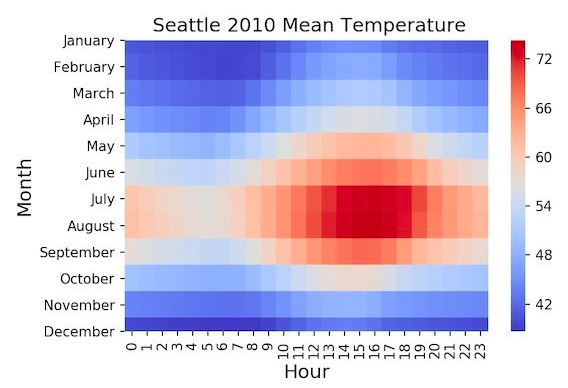 Seattle 2010 Mean Temperature
January
February
March
April
May
June
July
August
September
October
November
December
Month
0 1 2 3 4 5 6 7 8 9 10 11 12 13 14 15 16 17 18 19 20 21 22 23
Hour
72
66
60
54
48
42